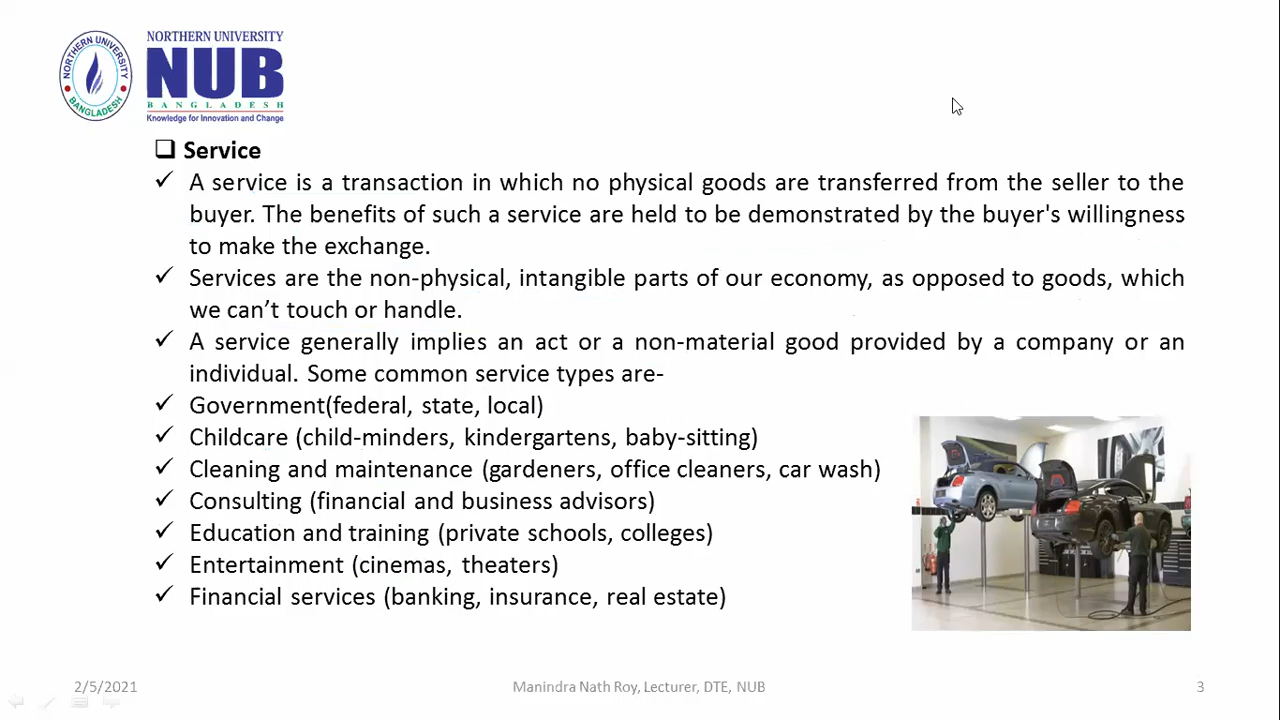 NORTHERN UNIVERSITY
BANGLADESH
NORTHERN UNIVERSITY
NUB
BANGLADESH
Knowledge for Innovation and Change
❑ Service
✓ A service is a transaction in which no physical goods are transferred from the seller to the
buyer. The benefits of such a service are held to be demonstrated by the buyer's willingness
to make the exchange.
✓ Services are the non-physical, intangible parts of our economy, as opposed to goods, which
we can’t touch or handle.
✓ A service generally implies an act or a non-material good provided by a company or an
individual. Some common service types are-
✓ Government(federal, state, local)
✓ Childcare (child-minders, kindergartens, baby-sitting)
✓ Cleaning and maintenance (gardeners, office cleaners, car wash)
✓ Consulting (financial and business advisors)
✓ Education and training (private schools, colleges)
✓ Entertainment (cinemas, theaters)
✓ Financial services (banking, insurance, real estate)
2/5/2021
Manindra Nath Roy, Lecturer, DTE, NUB
3